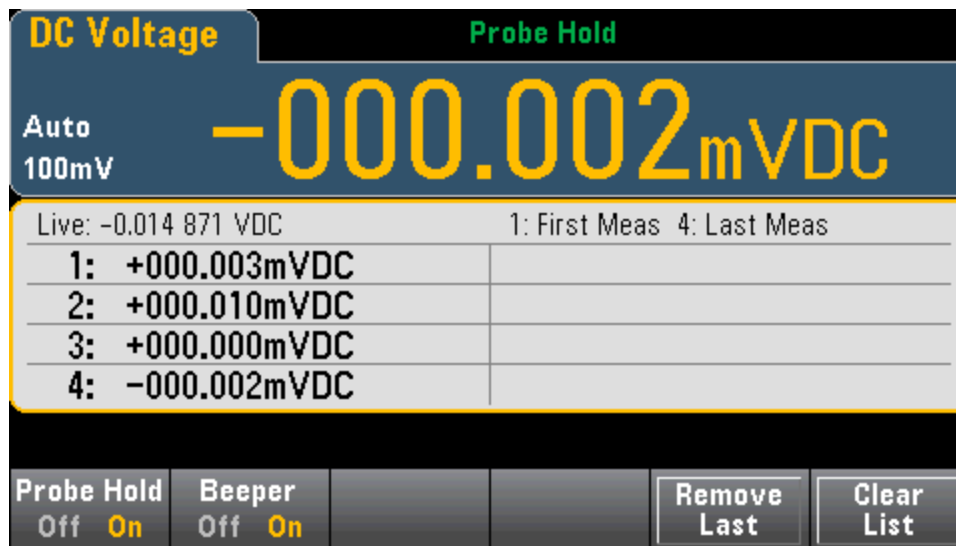 DC Voltage
Probe Hold
Auto
100mV
−000.002mVDC
Live: -0.014 871 VDC
1: First Meas 4: Last Meas
1: +000.003mVDC
2: +000.010mVDC
3: +000.000mVDC
4: −000.002mVDC
Probe Hold
Off On
Beeper
Off On
Remove
Last
Clear
List